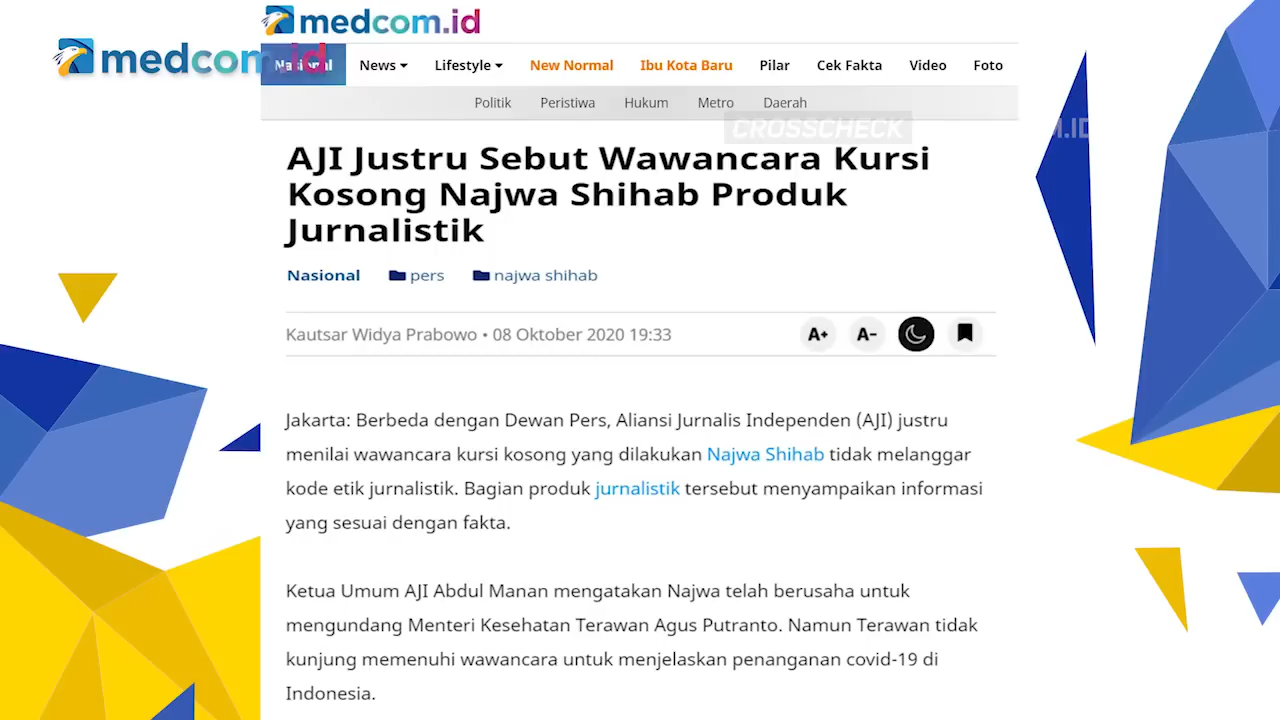 medcom.id
medcom.id
Nasional
News
Lifestyle
New Normal
Ibu Kota Baru
Pilar
Cek Fakta
Video
Foto
Politik
Peristiwa
Hukum
Metro
Daerah
CROSSCHECK
M.ID
AJI Justru Sebut Wawancara Kursi
Kosong Najwa Shihab Produk
Jurnalistik
Nasional
pers
najwa shihab
Kautsar Widya Prabowo • 08 Oktober 2020 19:33
A+
A-
Jakarta: Berbeda dengan Dewan Pers, Aliansi Jurnalis Independen (AJI) justru
menilai wawancara kursi kosong yang dilakukan Najwa Shihab tidak melanggar
kode etik jurnalistik. Bagian produk jurnalistik tersebut menyampaikan informasi
yang sesuai dengan fakta.
Ketua Umum AJI Abdul Manan mengatakan Najwa telah berusaha untuk
mengundang Menteri Kesehatan Terawan Agus Putranto. Namun Terawan tidak
kunjung memenuhi wawancara untuk menjelaskan penanganan covid-19 di
Indonesia.